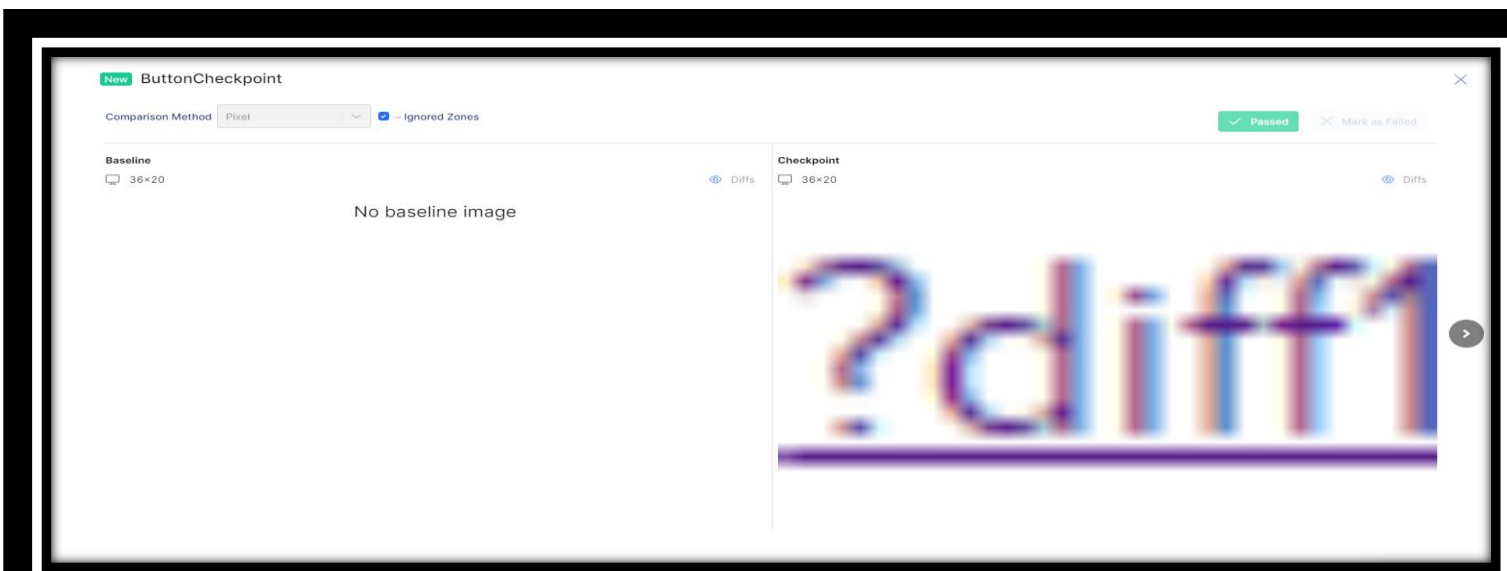 New ButtonCheckpoint
Comparison Method Pixel – Ignored Zones
Passed Mark as Failed
Baseline
36×20 Diffs
No baseline image
Checkpoint
36×20 Diffs
?diff1